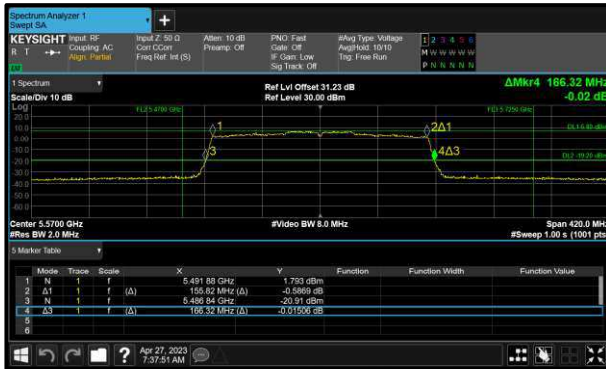 Spectrum Analyzer 1
Swept SA
KEYSIGHT
R T
Input: RF
Coupling: AC
Align: Partial
Input Z: 50 Ω
Corr CCorr
Freq Ref: Int (S)
Atten: 10 dB
Preamp: Off
PNO: Fast
Gate: Off
IF Gain: Low
Sig Track: Off
#Avg Type: Voltage
Avg|Hold: 10/10
Trig: Free Run
1 2 3 4 5 6
M W W W W W
P N N N N N
1 Spectrum
Scale/Div 10 dB
Ref Lvl Offset 31.23 dB
Ref Level 30.00 dBm
ΔMkr4 166.32 MHz
-0.02 dB
Log
20.0
10.0
0.00
-10.0
-20.0
-30.0
-40.0
-50.0
-60.0
1
2Δ1
3
4Δ3
Center 5.5700 GHz
#Res BW 2.0 MHz
#Video BW 8.0 MHz
Span 420.0 MHz
#Sweep 1.00 s (1001 pts)
5 Marker Table
Mode Trace Scale X Y Function Function Width Function Value
1 N 1 f 5.491 88 GHz 1.793 dBm
2 Δ1 1 f (Δ) 155.82 MHz (Δ) -0.5869 dB
3 N 1 f 5.486 84 GHz -20.91 dBm
4 Δ3 1 f (Δ) 166.32 MHz (Δ) -0.01506 dB
5
6
?
Apr 27, 2023
7:37:51 AM